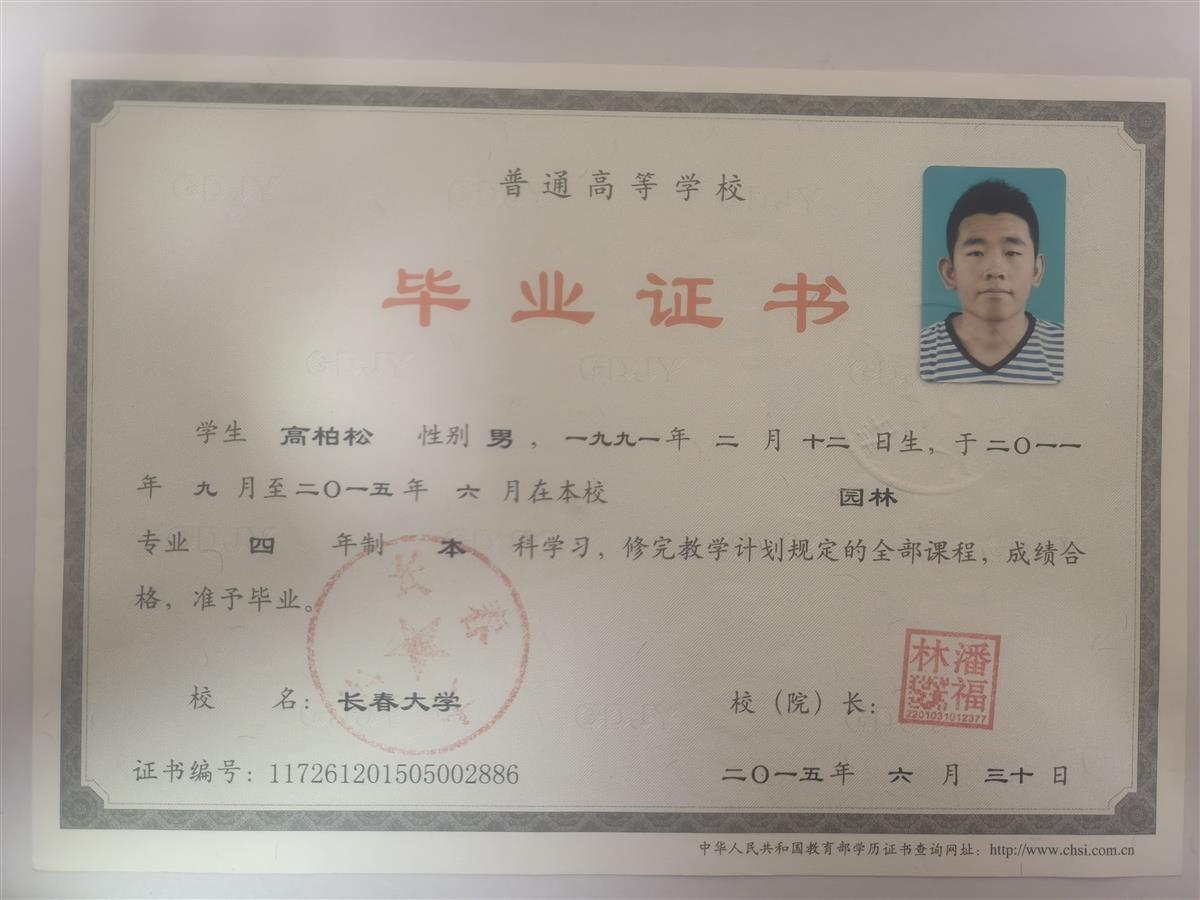 普通高等学校
毕业证书
学生 高柏松 性别 男，一九九一年 二 月 十二 日生，于二〇一一
年 九 月至二〇一五年 六 月在本校 园林
专业 四 年制 本 科学习，修完教学计划规定的全部课程，成绩合
格，准予毕业。
校 名：长春大学
校（院）长：
林潘
福
2201031012377
证书编号：117261201505002886
二〇一五年 六 月 三十 日
中华人民共和国教育部学历证书查询网址：http://www.chsi.com.cn